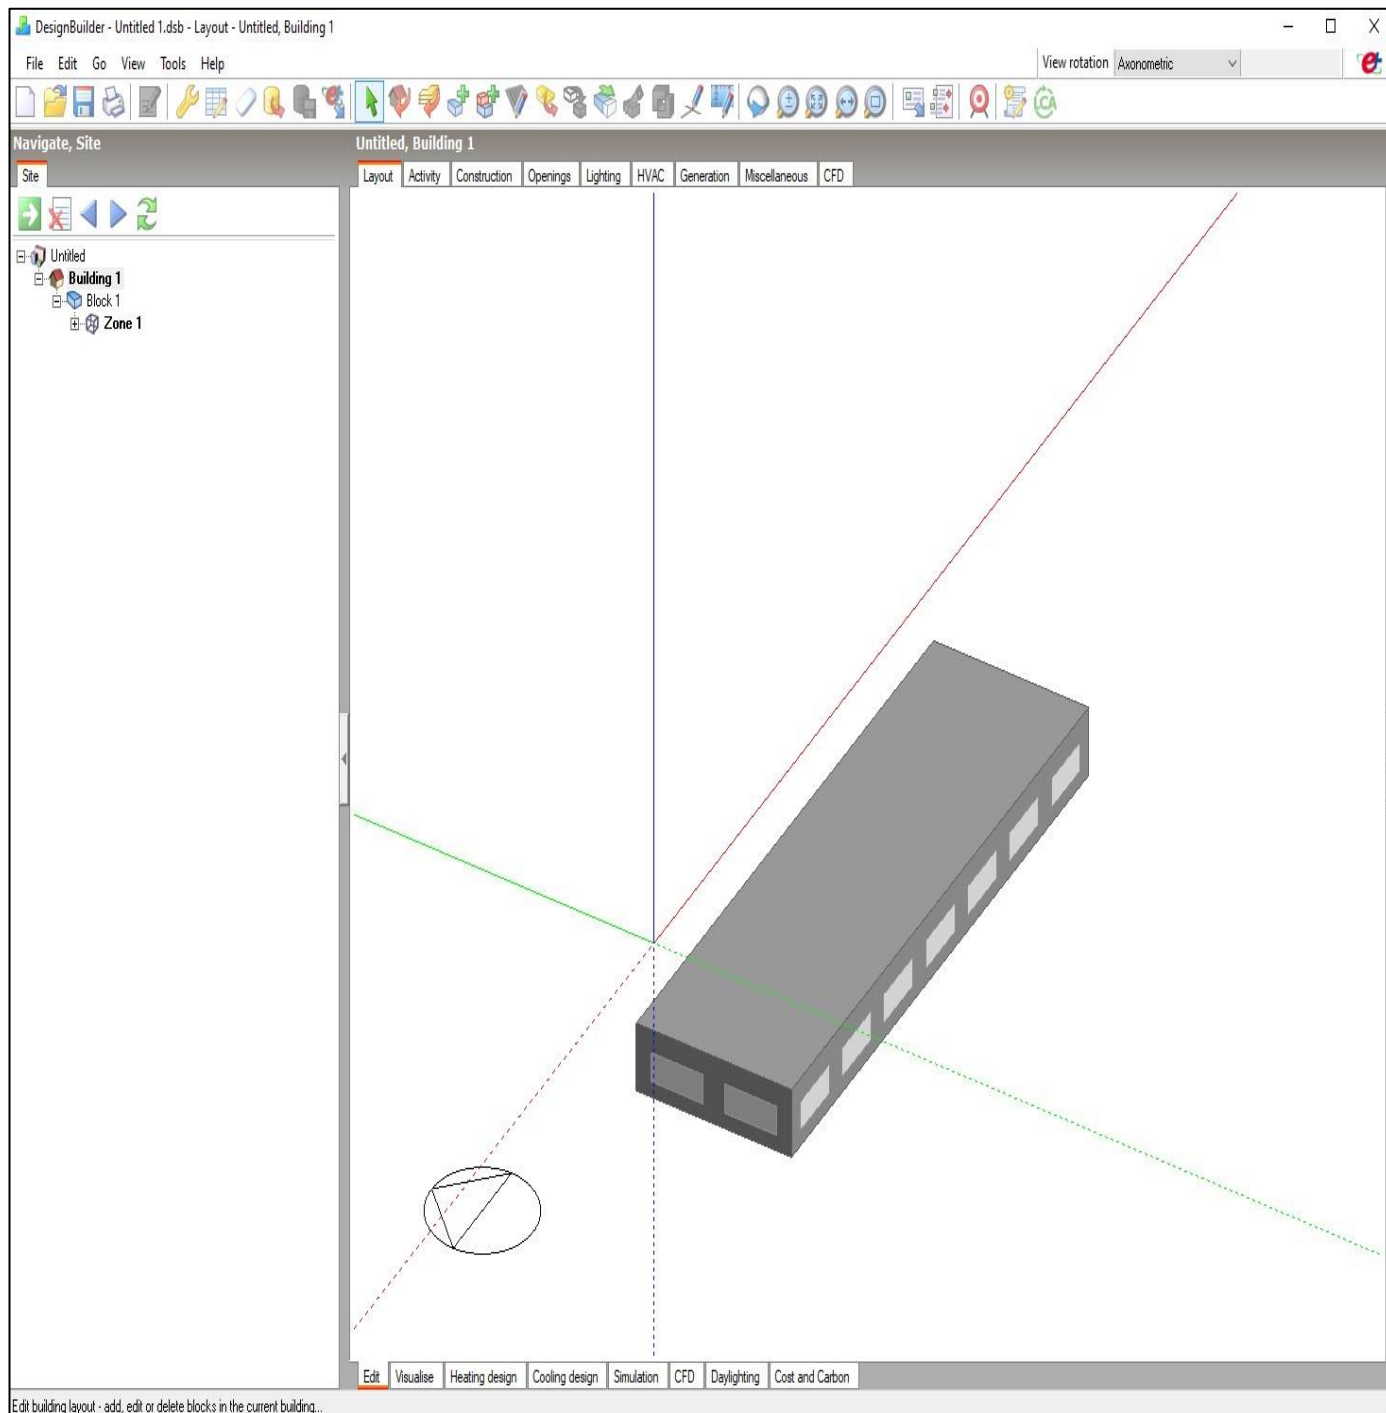 DesignBuilder - Untitled 1.dsb - Layout - Untitled, Building 1
File Edit Go View Tools Help
View rotation Axonometric
Navigate, Site
Untitled, Building 1
Site
Layout Activity Construction Openings Lighting HVAC Generation Miscellaneous CFD
Untitled
Building 1
Block 1
Zone 1
Edit Visualise Heating design Cooling design Simulation CFD Daylighting Cost and Carbon
Edit building layout - add, edit or delete blocks in the current building...